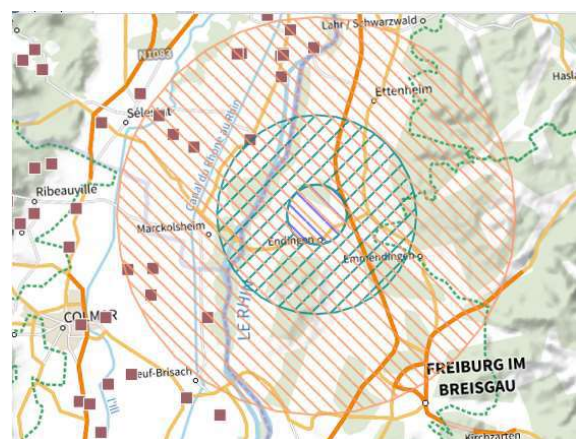 Lahr / Schwarzwald
N1083
Hasla
Ettenheim
Sélestat
Canal du Rhône au Rhin
Ribeauvillé
Marckolsheim
Endingen
Emmendingen
LE RHIN
COLMAR
FREIBURG IM
BREISGAU
euf-Brisach
l'Ill
Kirchzarten